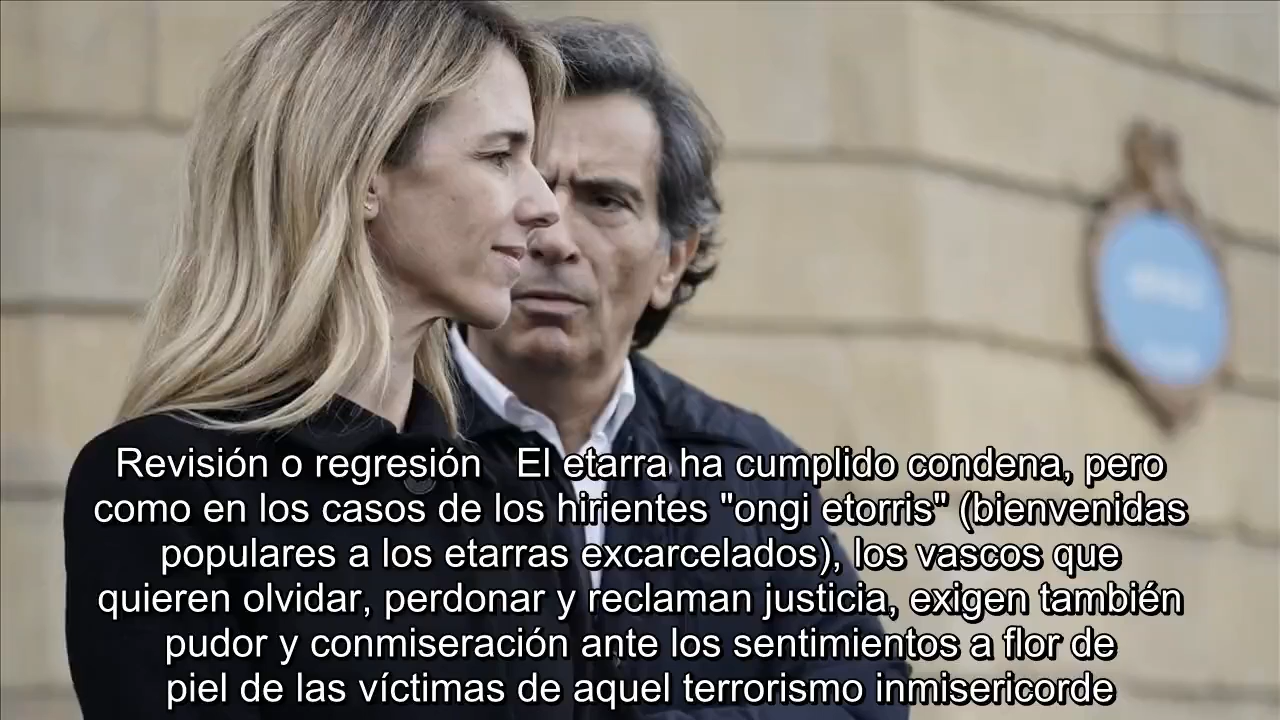 Revisión o regresión   El etarra ha cumplido condena, pero
como en los casos de los hirientes "ongi etorris" (bienvenidas
populares a los etarras excarcelados), los vascos que
quieren olvidar, perdonar y reclaman justicia, exigen también
pudor y conmiseración ante los sentimientos a flor de
piel de las víctimas de aquel terrorismo inmisericorde